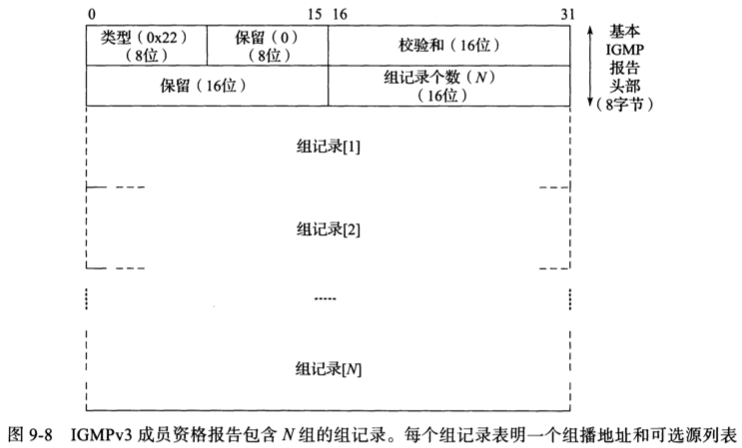 0 15 16 31
类型（0x22）
（8位）
保留（0）
（8位）
校验和（16位）
保留（16位）
组记录个数（N）
（16位）
基本
IGMP
报告
头部
（8字节）
组记录[1]
组记录[2]
组记录[N]
图 9-8 IGMPv3 成员资格报告包含 N 组的组记录。每个组记录表明一个组播地址和可选源列表